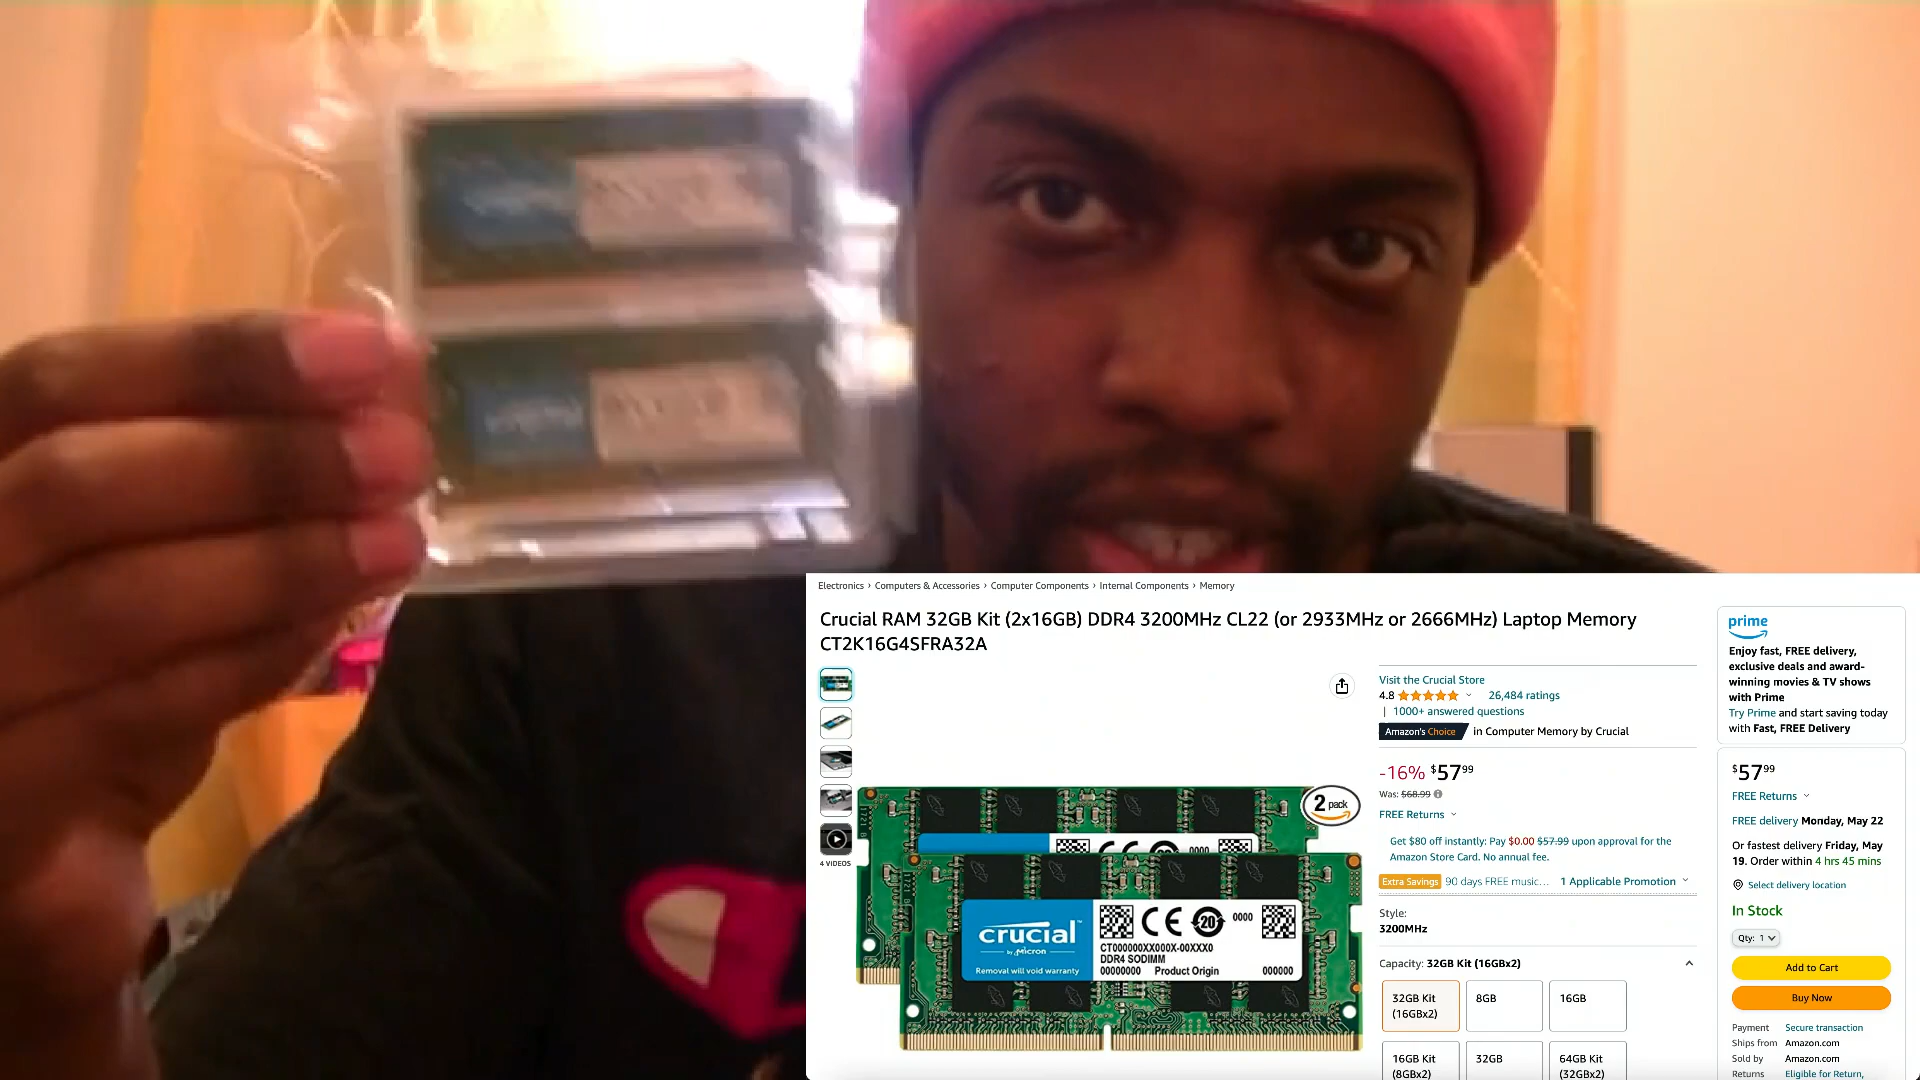 Electronics › Computers & Accessories › Computer Components › Internal Components › Memory
Crucial RAM 32GB Kit (2x16GB) DDR4 3200MHz CL22 (or 2933MHz or 2666MHz) Laptop Memory
CT2K16G4SFRA32A
4 VIDEOS
2 pack
1721
1721
0000
crucial™
by Micron
Removal will void warranty
CE
20
0000
CT000000XX000X-00XXX0
DDR4 SODIMM
00000000 Product Origin
000000
Visit the Crucial Store
4.8
26,484 ratings
| 1000+ answered questions
Amazon's Choice in Computer Memory by Crucial
-16% $57⁹⁹
Was: $68.99
FREE Returns
Get $80 off instantly: Pay $0.00 $57.99 upon approval for the
Amazon Store Card. No annual fee.
Extra Savings 90 days FREE music... 1 Applicable Promotion
Style:
3200MHz
Capacity: 32GB Kit (16GBx2)
32GB Kit
(16GBx2)
8GB
16GB
16GB Kit
(8GBx2)
32GB
64GB Kit
(32GBx2)
prime
Enjoy fast, FREE delivery,
exclusive deals and award-
winning movies & TV shows
with Prime
Try Prime and start saving today
with Fast, FREE Delivery
$57⁹⁹
FREE Returns
FREE delivery Monday, May 22
Or fastest delivery Friday, May
19. Order within 4 hrs 45 mins
Select delivery location
In Stock
Qty: 1
Add to Cart
Buy Now
Payment Secure transaction
Ships from Amazon.com
Sold by Amazon.com
Returns Eligible for Return,